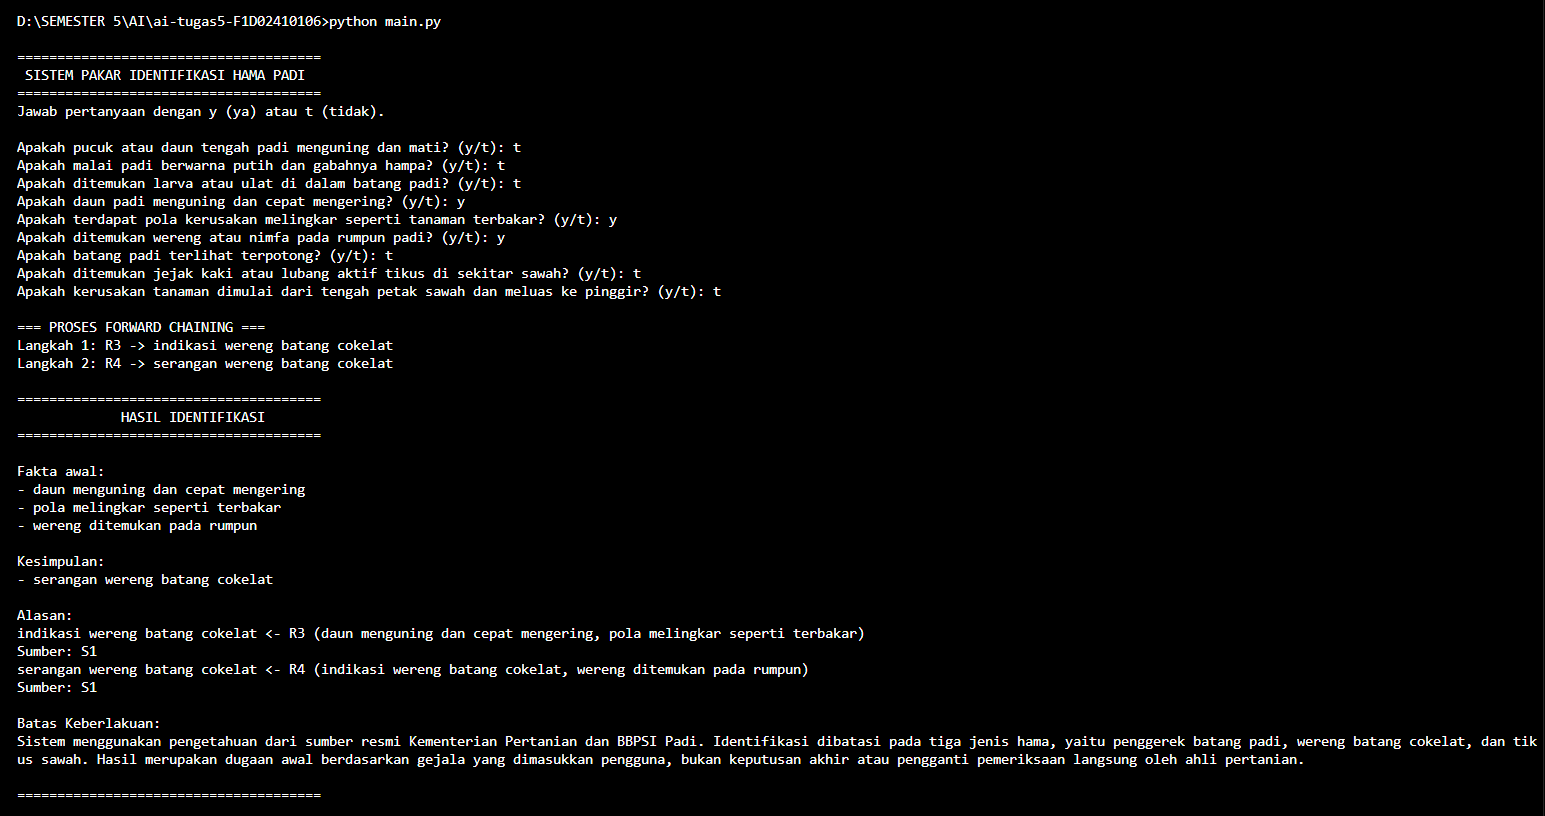 D:\SEMESTER 5\AI\ai-tugas5-F1D02410106>python main.py
======================================
SISTEM PAKAR IDENTIFIKASI HAMA PADI
======================================
Jawab pertanyaan dengan y (ya) atau t (tidak).
Apakah pucuk atau daun tengah padi menguning dan mati? (y/t): t
Apakah malai padi berwarna putih dan gabahnya hampa? (y/t): t
Apakah ditemukan larva atau ulat di dalam batang padi? (y/t): t
Apakah daun padi menguning dan cepat mengering? (y/t): y
Apakah terdapat pola kerusakan melingkar seperti tanaman terbakar? (y/t): y
Apakah ditemukan wereng atau nimfa pada rumpun padi? (y/t): y
Apakah batang padi terlihat terpotong? (y/t): t
Apakah ditemukan jejak kaki atau lubang aktif tikus di sekitar sawah? (y/t): t
Apakah kerusakan tanaman dimulai dari tengah petak sawah dan meluas ke pinggir? (y/t): t
=== PROSES FORWARD CHAINING ===
Langkah 1: R3 -> indikasi wereng batang cokelat
Langkah 2: R4 -> serangan wereng batang cokelat
======================================
HASIL IDENTIFIKASI
======================================
Fakta awal:
- daun menguning dan cepat mengering
- pola melingkar seperti terbakar
- wereng ditemukan pada rumpun
Kesimpulan:
- serangan wereng batang cokelat
Alasan:
indikasi wereng batang cokelat <- R3 (daun menguning dan cepat mengering, pola melingkar seperti terbakar)
Sumber: S1
serangan wereng batang cokelat <- R4 (indikasi wereng batang cokelat, wereng ditemukan pada rumpun)
Sumber: S1
Batas Keberlakuan:
Sistem menggunakan pengetahuan dari sumber resmi Kementerian Pertanian dan BBPSI Padi. Identifikasi dibatasi pada tiga jenis hama, yaitu penggerek batang padi, wereng batang cokelat, dan tik
us sawah. Hasil merupakan dugaan awal berdasarkan gejala yang dimasukkan pengguna, bukan keputusan akhir atau pengganti pemeriksaan langsung oleh ahli pertanian.
======================================